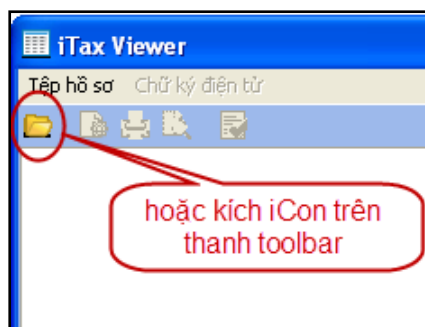 iTax Viewer
Tệp hồ sơ Chữ ký điện tử
hoặc kích iCon trên
thanh toolbar